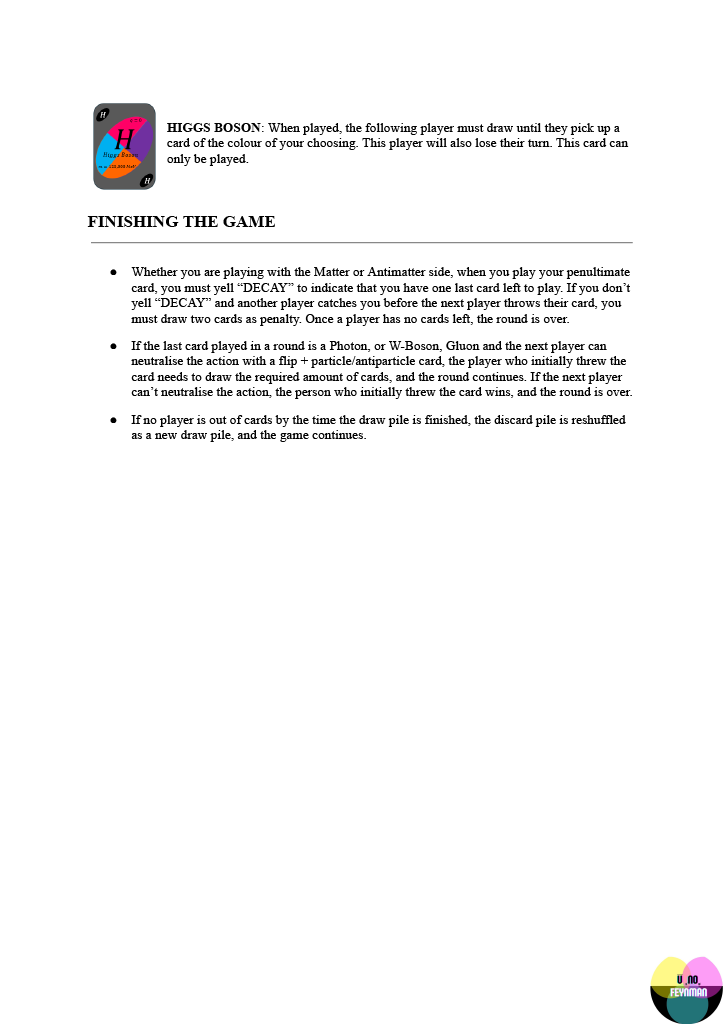 H
H
Higgs Boson
H
HIGGS BOSON: When played, the following player must draw until they pick up a
card of the colour of your choosing. This player will also lose their turn. This card can
only be played.
FINISHING THE GAME
● Whether you are playing with the Matter or Antimatter side, when you play your penultimate
card, you must yell “DECAY” to indicate that you have one last card left to play. If you don’t
yell “DECAY” and another player catches you before the next player throws their card, you
must draw two cards as penalty. Once a player has no cards left, the round is over.
● If the last card played in a round is a Photon, or W-Boson, Gluon and the next player can
neutralise the action with a flip + particle/antiparticle card, the player who initially threw the
card needs to draw the required amount of cards, and the round continues. If the next player
can’t neutralise the action, the person who initially threw the card wins, and the round is over.
● If no player is out of cards by the time the draw pile is finished, the discard pile is reshuffled
as a new draw pile, and the game continues.
FEYNMAN